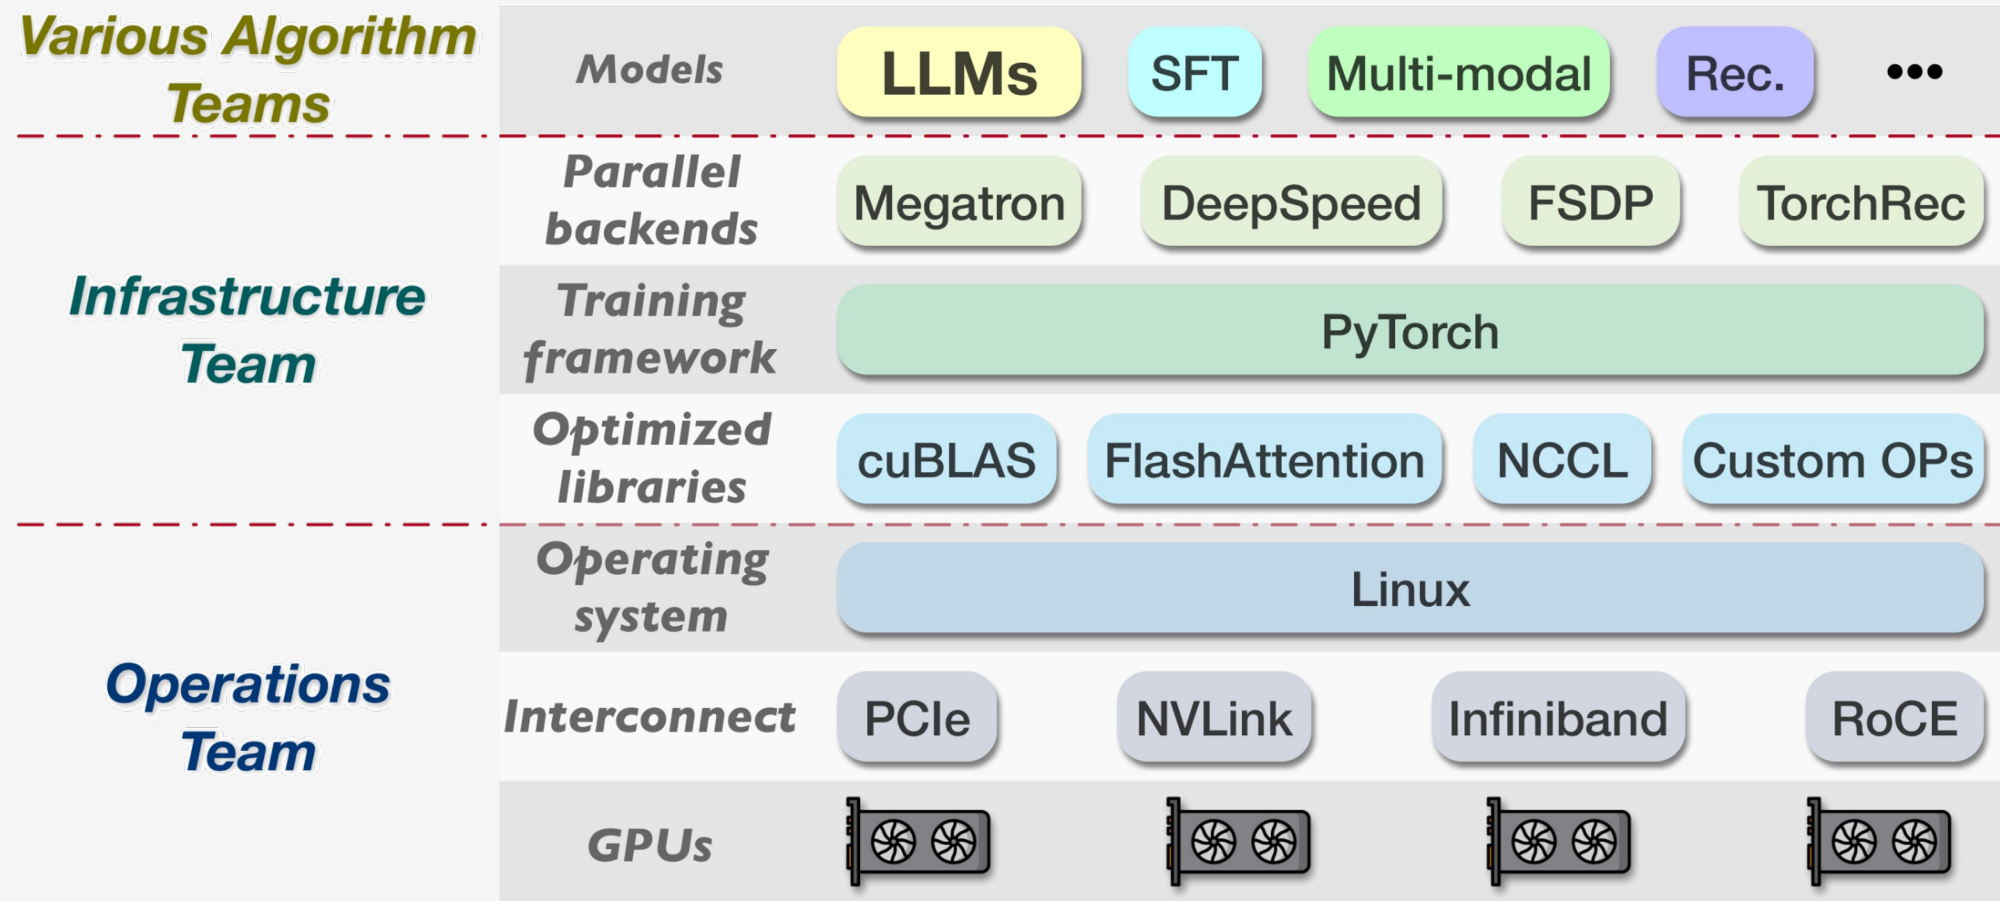 Various Algorithm
Teams
Models
LLMs
SFT
Multi-modal
Rec.
•••
Infrastructure
Team
Parallel
backends
Megatron
DeepSpeed
FSDP
TorchRec
Training
framework
PyTorch
Optimized
libraries
cuBLAS
FlashAttention
NCCL
Custom OPs
Operations
Team
Operating
system
Linux
Interconnect
PCIe
NVLink
Infiniband
RoCE
GPUs